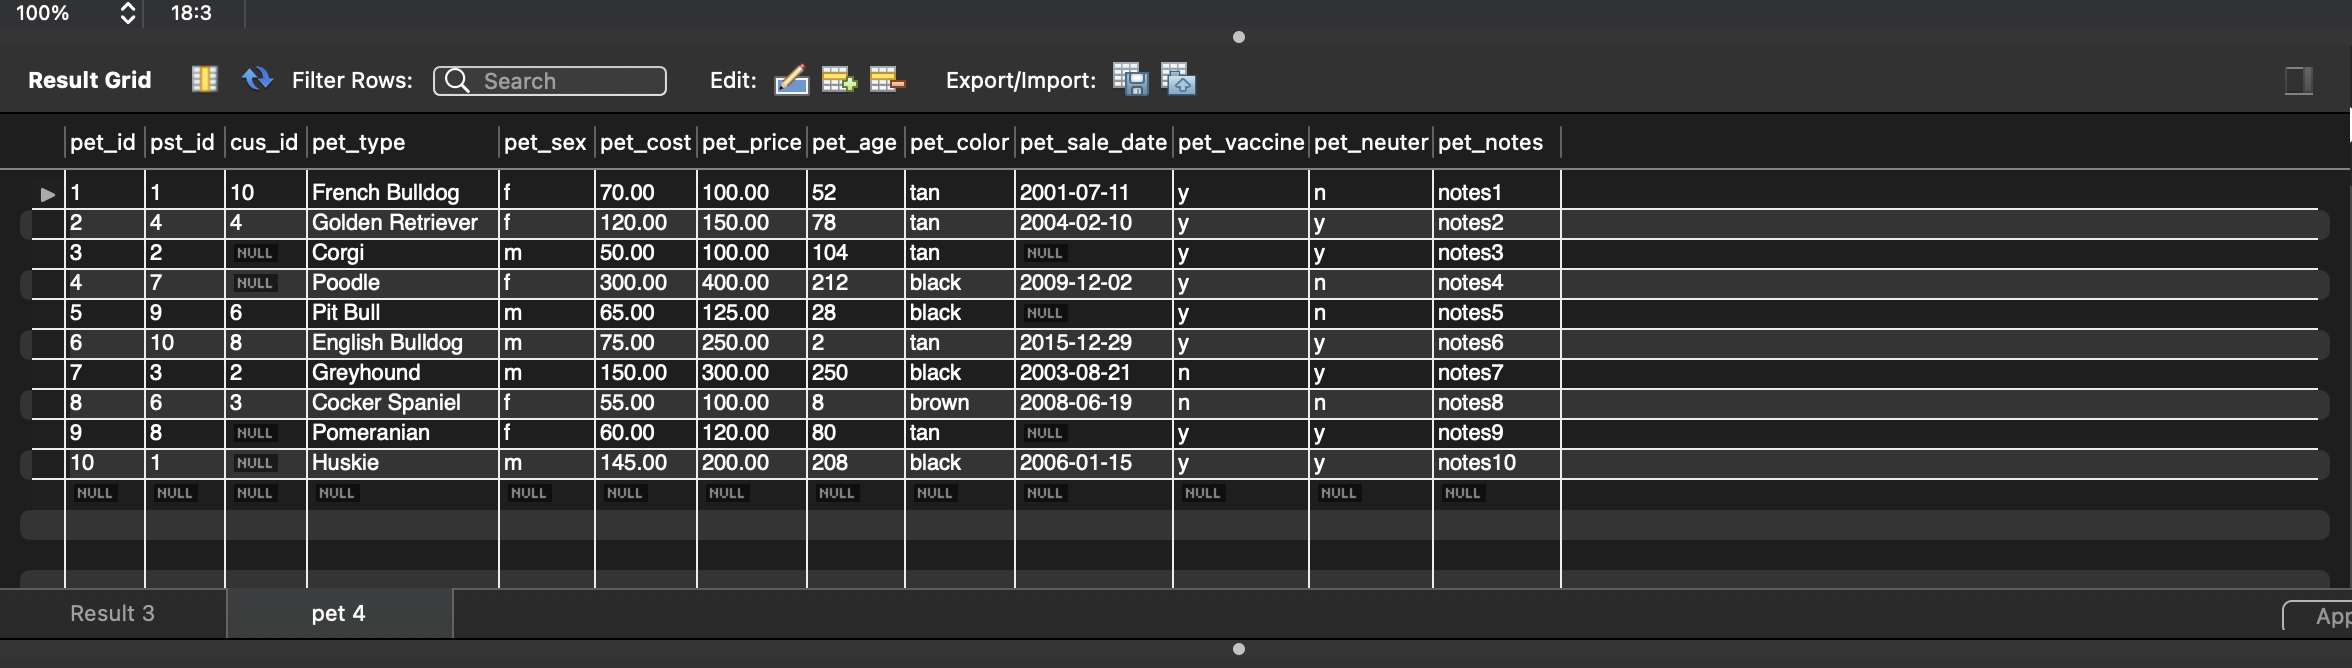 100% 18:3
Result Grid Filter Rows: Search Edit: Export/Import:
pet_id pst_id cus_id pet_type pet_sex pet_cost pet_price pet_age pet_color pet_sale_date pet_vaccine pet_neuter pet_notes
1 1 10 French Bulldog f 70.00 100.00 52 tan 2001-07-11 y n notes1
2 4 4 Golden Retriever f 120.00 150.00 78 tan 2004-02-10 y y notes2
3 2 NULL Corgi m 50.00 100.00 104 tan NULL y y notes3
4 7 NULL Poodle f 300.00 400.00 212 black 2009-12-02 y n notes4
5 9 6 Pit Bull m 65.00 125.00 28 black NULL y n notes5
6 10 8 English Bulldog m 75.00 250.00 2 tan 2015-12-29 y y notes6
7 3 2 Greyhound m 150.00 300.00 250 black 2003-08-21 n y notes7
8 6 3 Cocker Spaniel f 55.00 100.00 8 brown 2008-06-19 n n notes8
9 8 NULL Pomeranian f 60.00 120.00 80 tan NULL y y notes9
10 1 NULL Huskie m 145.00 200.00 208 black 2006-01-15 y y notes10
NULL NULL NULL NULL NULL NULL NULL NULL NULL NULL NULL NULL NULL
Result 3 pet 4 App